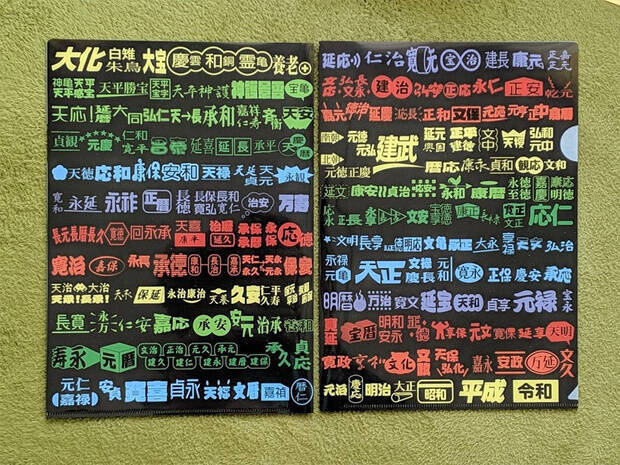 大化 白雉 朱鳥 大宝 慶雲 和銅 霊亀 養老
神亀 天平 天平感宝 天平勝宝 天平宝字 天平神護 神護景雲 宝亀
天応 延暦 大同 弘仁 天長 承和 嘉祥 仁寿 斉衡 天安
貞観 元慶 仁和 寛平 延喜 延長 承平 天慶 天暦
天徳 応和 康保 安和 天禄 天延 貞元 永観
寛和 永延 永祚 正暦 長徳 長保 寛弘 長和 寛仁 治安 万寿
長元 長暦 長久 寛徳 永承 天喜 康平 治暦 延久 承保 承暦 永保 応徳
寛治 嘉保 永長 承徳 康和 長治 嘉承 天仁 天永 永久 元永 保安
天治 大治 天承 長承 保延 永治 康治 久安 仁平 久寿
長寛 永万 仁安 嘉応 承安 安元 治承 養和
寿永 元暦 文治 建久 正治 建仁 元久 建永 承元 建暦 建保 承久 貞応
元仁 嘉禄 安貞 寛喜 貞永 天福 文暦 嘉禎 暦仁
延応 仁治 寛元 宝治 建長 康元 正嘉 正元
文応 弘長 文永 建治 弘安 正応 永仁 正安 乾元
嘉元 徳治 延慶 応長 正和 文保 元応 元亨 正中 嘉暦
南朝 元徳 元弘 建武 延元 興国 正平 建徳 文中 天授 弘和 元中
北朝 元徳 正慶 暦応 康永 貞和 観応 文和
延文 康安 貞治 応安 永和 康暦 永徳 至徳 嘉慶 康応 明徳
応永 正長 永享 嘉吉 文安 宝徳 享徳 康正 長禄 寛正 文正 応仁
文明 長享 延徳 明応 文亀 永正 大永 享禄 天文 弘治
永禄 元亀 天正 文禄 慶長 元和 寛永 正保 慶安 承応
明暦 万治 寛文 延宝 天和 貞享 元禄 宝永
正徳 享保 元文 寛保 延享 寛延 宝暦 明和 安永 天明
寛政 享和 文化 文政 天保 弘化 嘉永 安政 万延 文久
元治 慶応 明治 大正 昭和 平成 令和